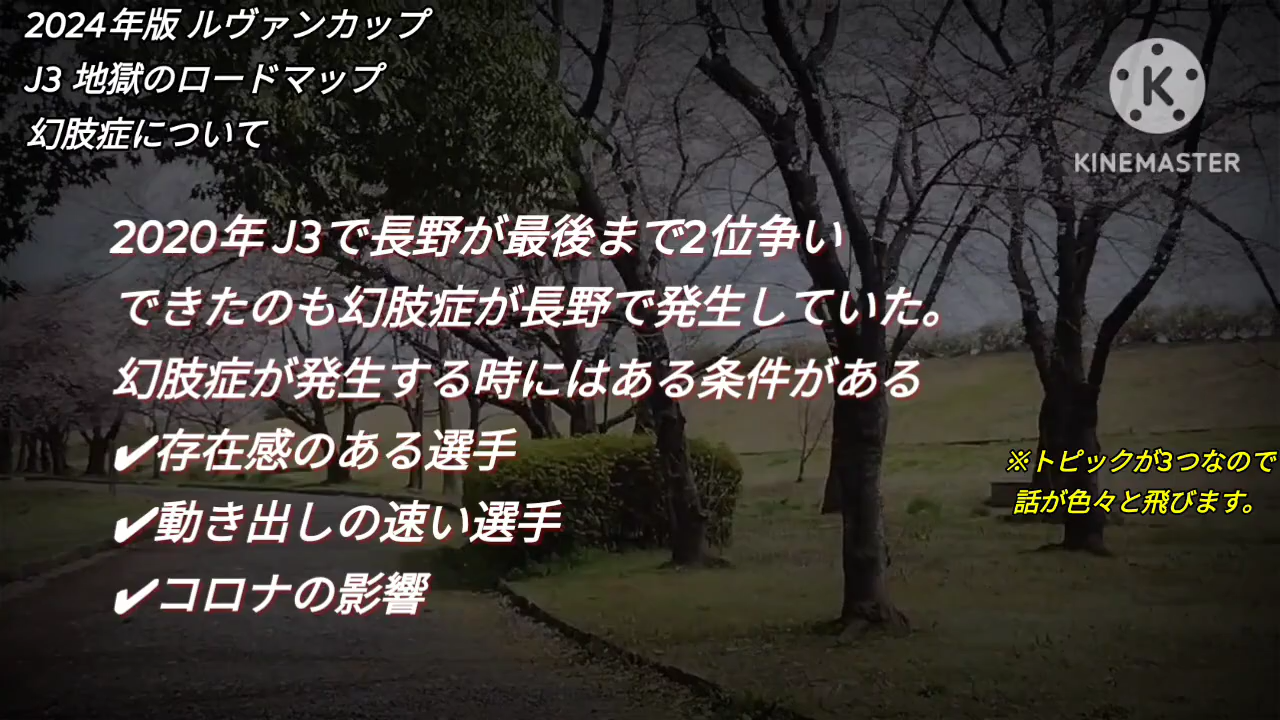 2024年版 ルヴァンカップ
J3 地獄のロードマップ
幻肢症について
KINEMASTER
2020年 J3で長野が最後まで2位争い
できたのも幻肢症が長野で発生していた。
幻肢症が発生する時にはある条件がある
✔存在感のある選手
✔動き出しの速い選手
✔コロナの影響
※トピックが3つなので
話が色々と飛びます。